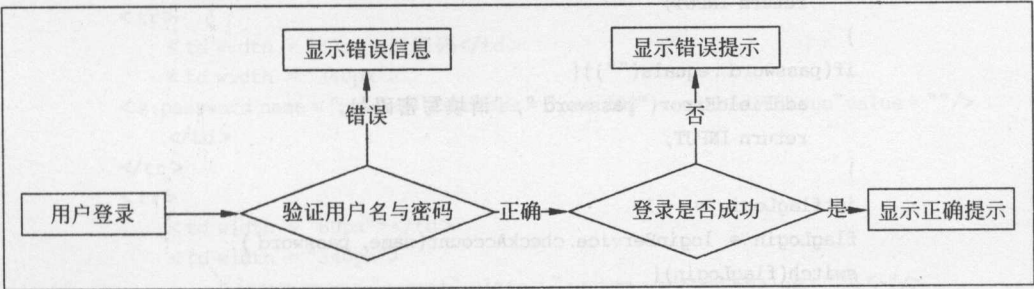 显示错误信息
显示错误提示
错误
否
用户登录
验证用户名与密码
正确
登录是否成功
是
显示正确提示